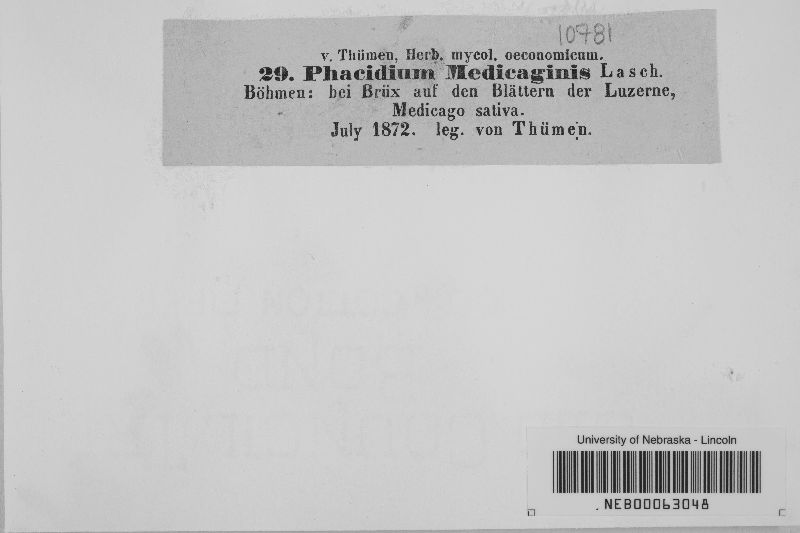 10781
v. Thümen, Herb. mycol. oeconomicum.
29. Phacidium Medicaginis Lasch.
Böhmen: bei Brüx auf den Blättern der Luzerne,
Medicago sativa.
July 1872. leg. von Thümen.
University of Nebraska - Lincoln
NEB00063048